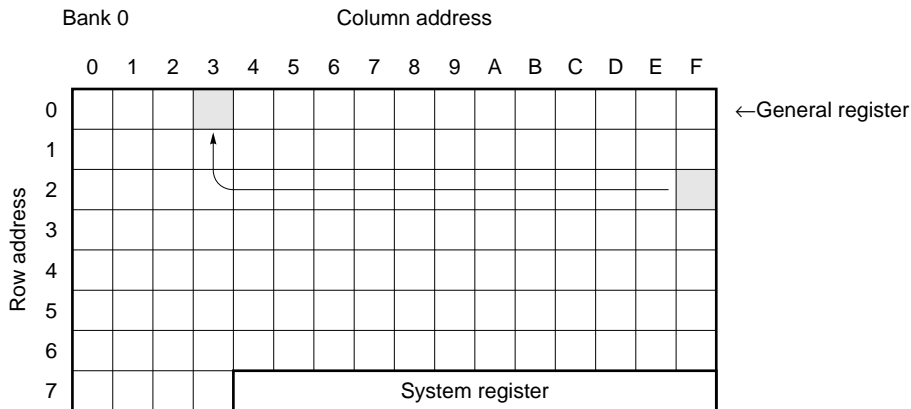 Bank 0 Column address
0 1 2 3 4 5 6 7 8 9 A B C D E F
0 ←General register
1
2
3
4
5
6
7 System register
Row address